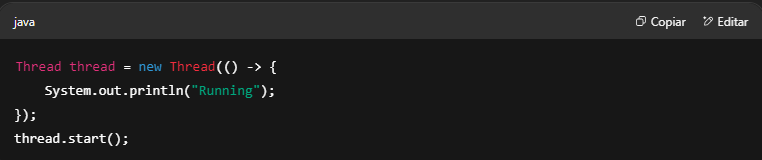 java Copiar Editar
Thread thread = new Thread(() -> {
    System.out.println("Running");
});
thread.start();